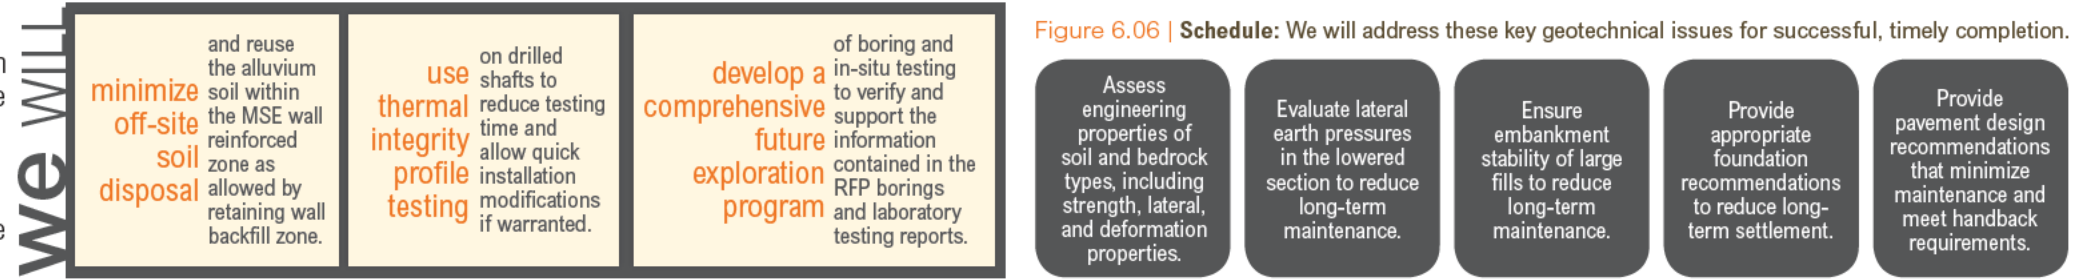 we WILL
minimize
off-site
soil
disposal
and reuse
the alluvium
soil within
the MSE wall
reinforced
zone as
allowed by
retaining wall
backfill zone.
use
thermal
integrity
profile
testing
on drilled
shafts to
reduce testing
time and
allow quick
installation
modifications
if warranted.
develop a
comprehensive
future
exploration
program
of boring and
in-situ testing
to verify and
support the
information
contained in the
RFP borings
and laboratory
testing reports.
Figure 6.06 | Schedule: We will address these key geotechnical issues for successful, timely completion.
Assess
engineering
properties of
soil and bedrock
types, including
strength, lateral,
and deformation
properties.
Evaluate lateral
earth pressures
in the lowered
section to reduce
long-term
maintenance.
Ensure
embankment
stability of large
fills to reduce
long-term
maintenance.
Provide
appropriate
foundation
recommendations
to reduce long-
term settlement.
Provide
pavement design
recommendations
that minimize
maintenance and
meet handback
requirements.